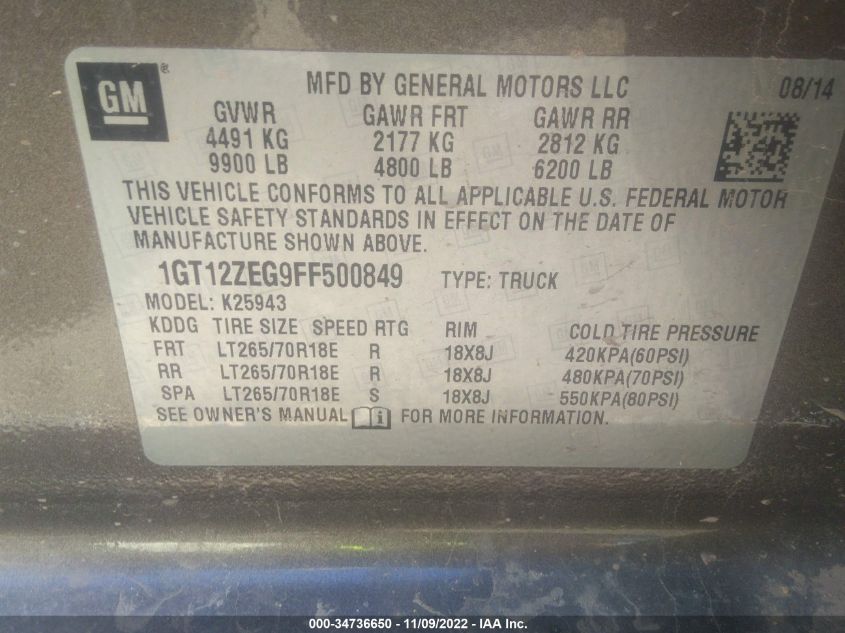 GM ® MFD BY GENERAL MOTORS LLC 08/14
GVWR GAWR FRT GAWR RR
4491 KG 2177 KG 2812 KG
9900 LB 4800 LB 6200 LB
THIS VEHICLE CONFORMS TO ALL APPLICABLE U.S. FEDERAL MOTOR
VEHICLE SAFETY STANDARDS IN EFFECT ON THE DATE OF
MANUFACTURE SHOWN ABOVE.
1GT12ZEG9FF500849 TYPE: TRUCK
MODEL: K25943
KDDG TIRE SIZE SPEED RTG RIM COLD TIRE PRESSURE
FRT LT265/70R18E R 18X8J 420KPA(60PSI)
RR LT265/70R18E R 18X8J 480KPA(70PSI)
SPA LT265/70R18E S 18X8J 550KPA(80PSI)
SEE OWNER'S MANUAL i FOR MORE INFORMATION.
000-34736650 - 11/09/2022 - IAA Inc.